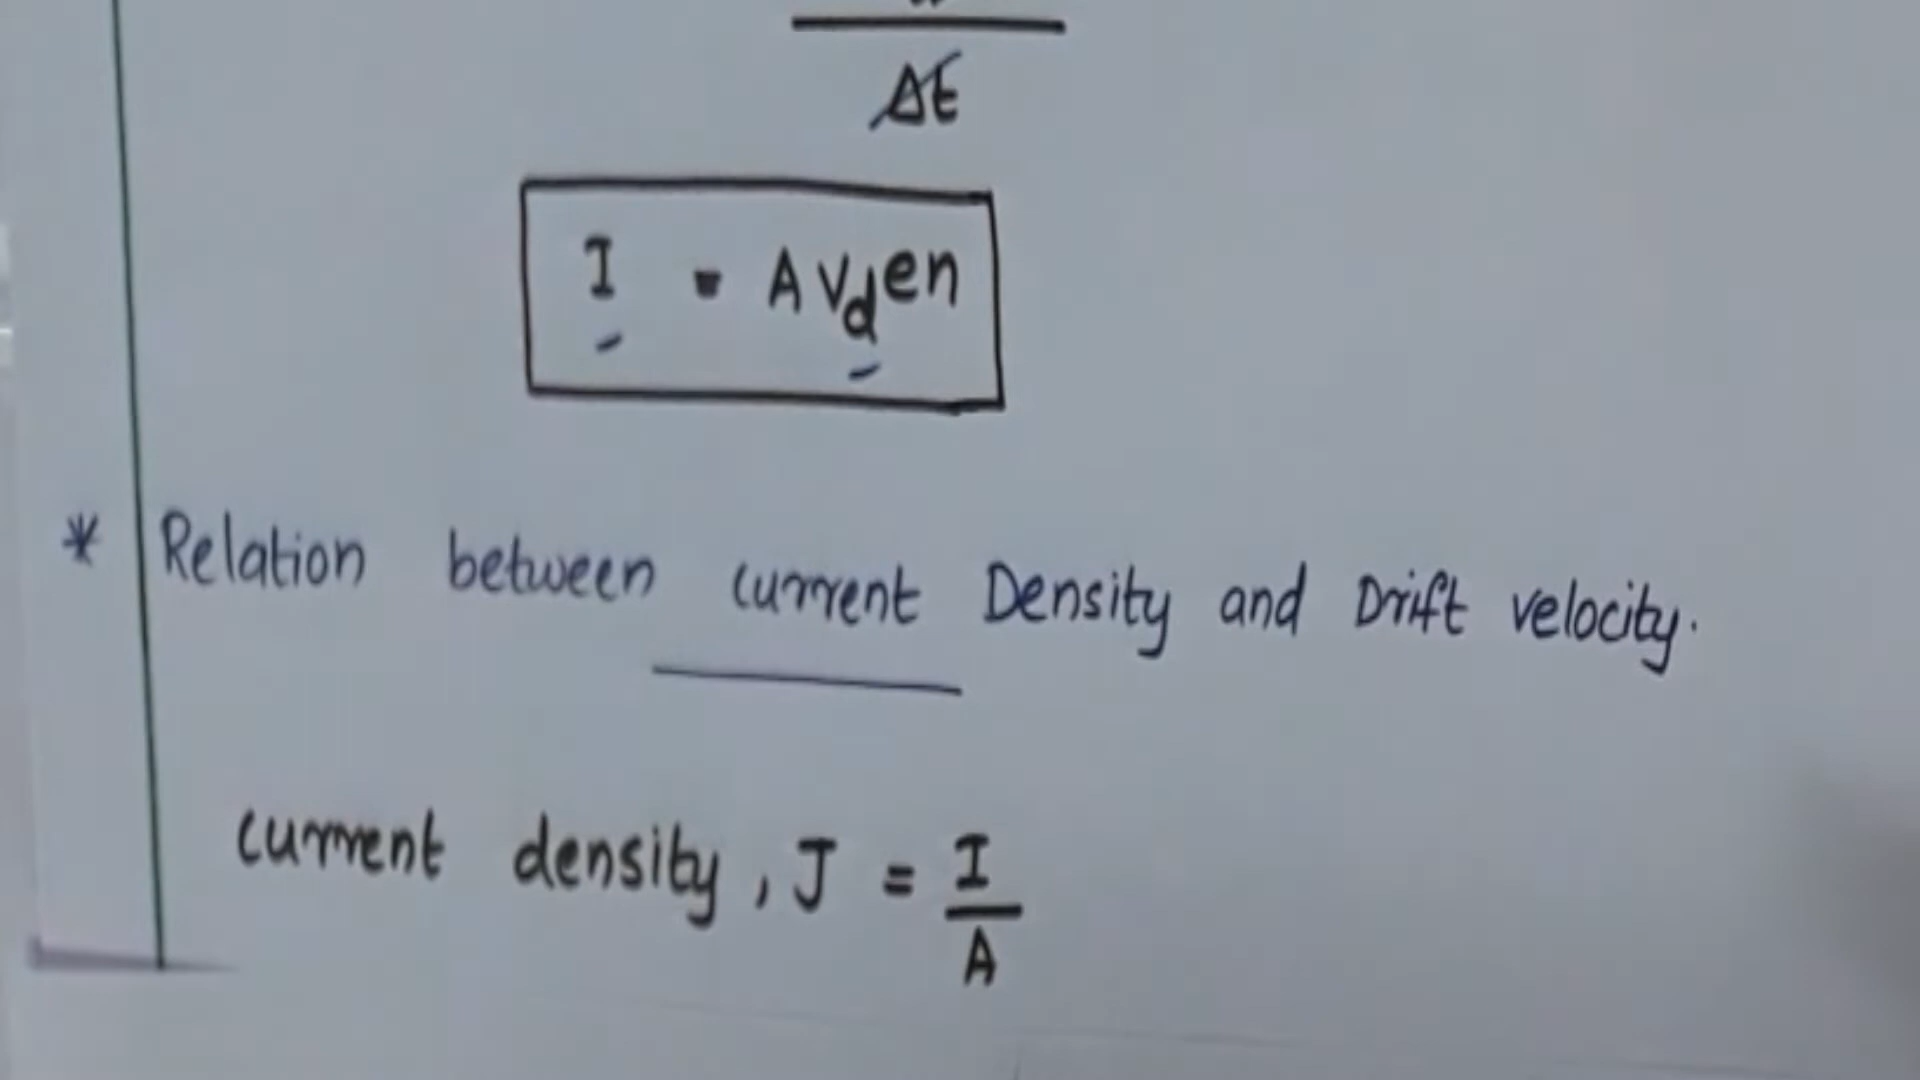 Δt
I = AVden
* Relation between current Density and Drift velocity.
current density, J = I
A